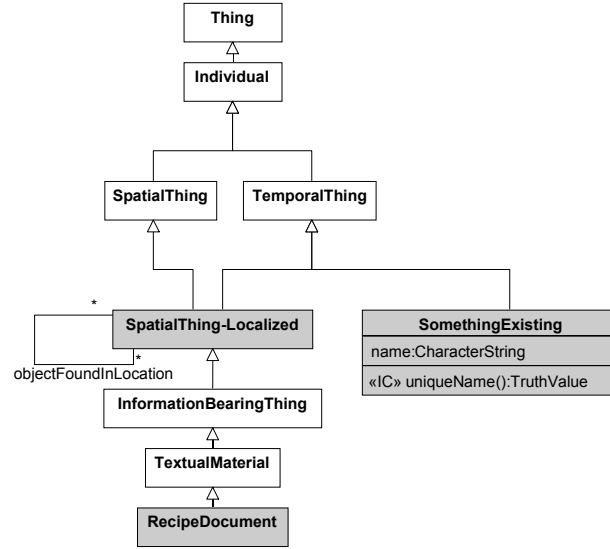 Thing
Individual
SpatialThing
TemporalThing
*
SpatialThing-Localized
SomethingExisting
name:CharacterString
*
objectFoundInLocation
«IC» uniqueName():TruthValue
InformationBearingThing
TextualMaterial
RecipeDocument